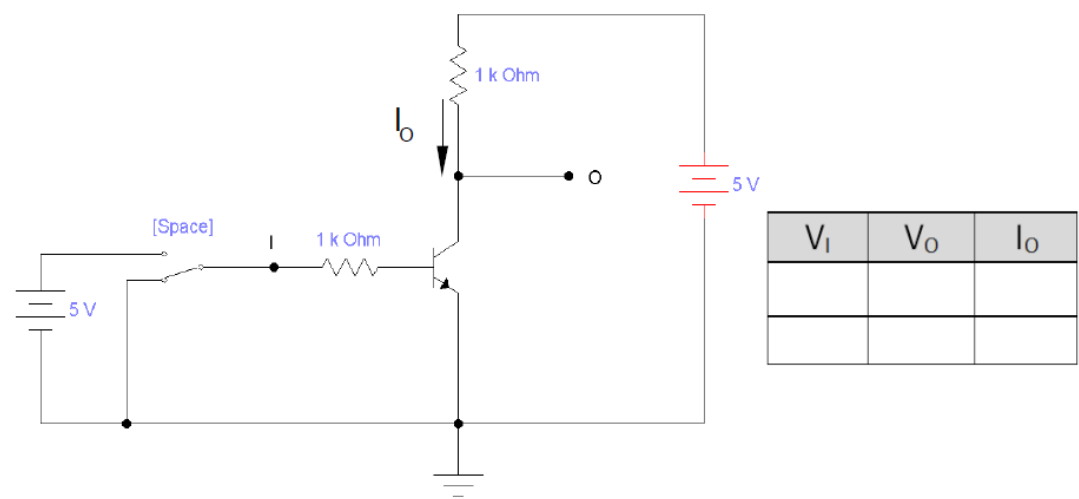 1 k Ohm
I_O
O
5 V
[Space]
I
1 k Ohm
5 V
V_I V_O I_O